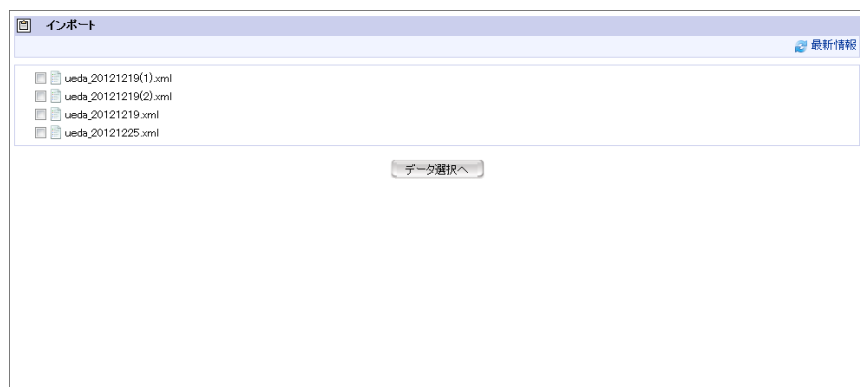 インポート
最新情報
ueda_20121219(1).xml
ueda_20121219(2).xml
ueda_20121219.xml
ueda_20121225.xml
データ選択へ